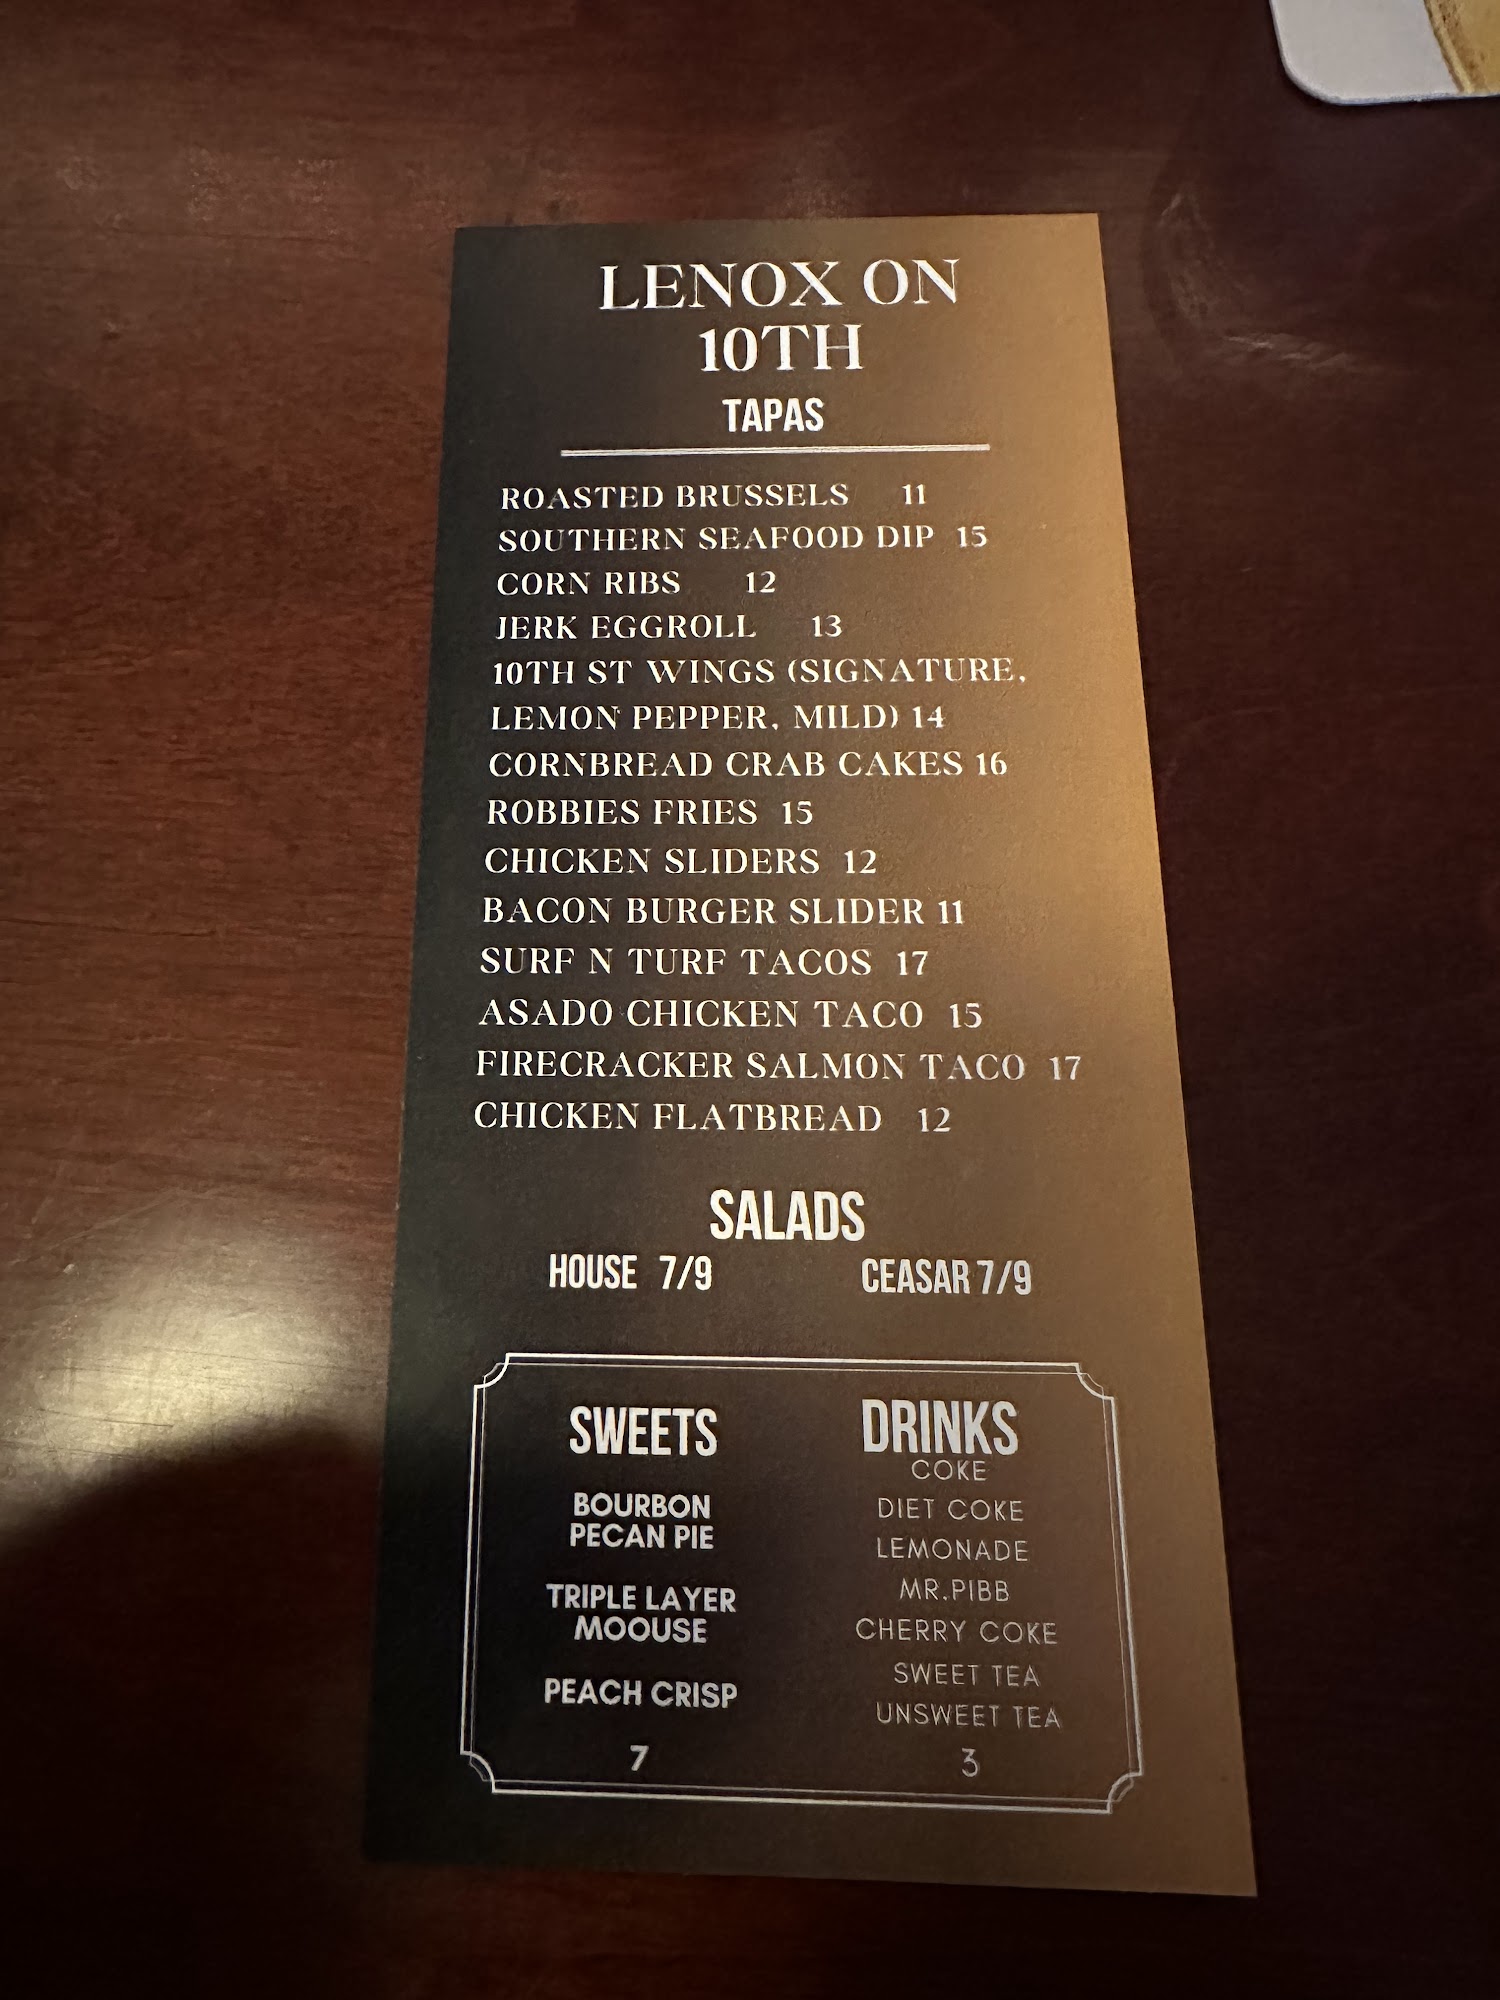 LENOX ON
10TH
TAPAS
ROASTED BRUSSELS 11
SOUTHERN SEAFOOD DIP 15
CORN RIBS 12
JERK EGGROLL 13
10TH ST WINGS (SIGNATURE,
LEMON PEPPER, MILD) 14
CORNBREAD CRAB CAKES 16
ROBBIES FRIES 15
CHICKEN SLIDERS 12
BACON BURGER SLIDER 11
SURF N TURF TACOS 17
ASADO CHICKEN TACO 15
FIRECRACKER SALMON TACO 17
CHICKEN FLATBREAD 12
SALADS
HOUSE 7/9 CEASAR 7/9
SWEETS
BOURBON
PECAN PIE
TRIPLE LAYER
MOOUSE
PEACH CRISP
7
DRINKS
COKE
DIET COKE
LEMONADE
MR.PIBB
CHERRY COKE
SWEET TEA
UNSWEET TEA
3